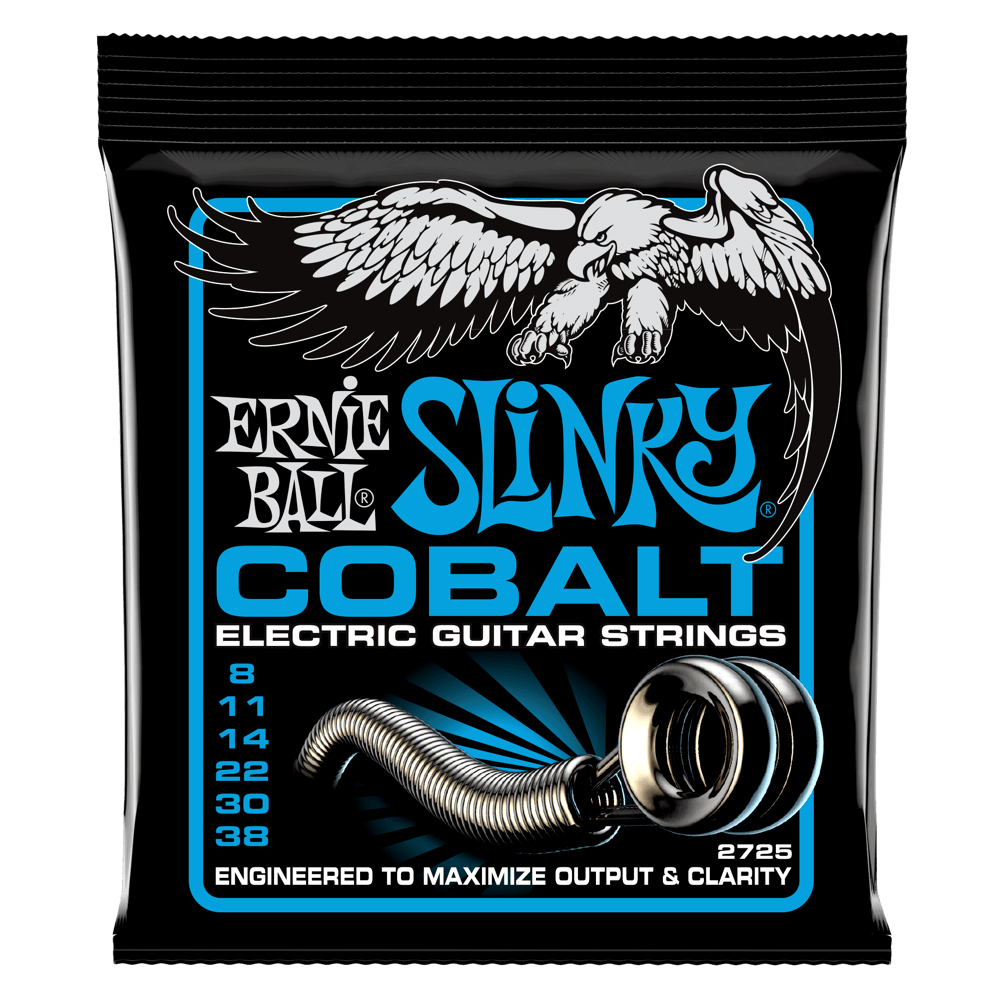 ERNiE
BALL®
SLiNKY®
COBALT
ELECTRIC GUITAR STRINGS
8
11
14
22
30
38
2725
ENGINEERED TO MAXIMIZE OUTPUT & CLARITY